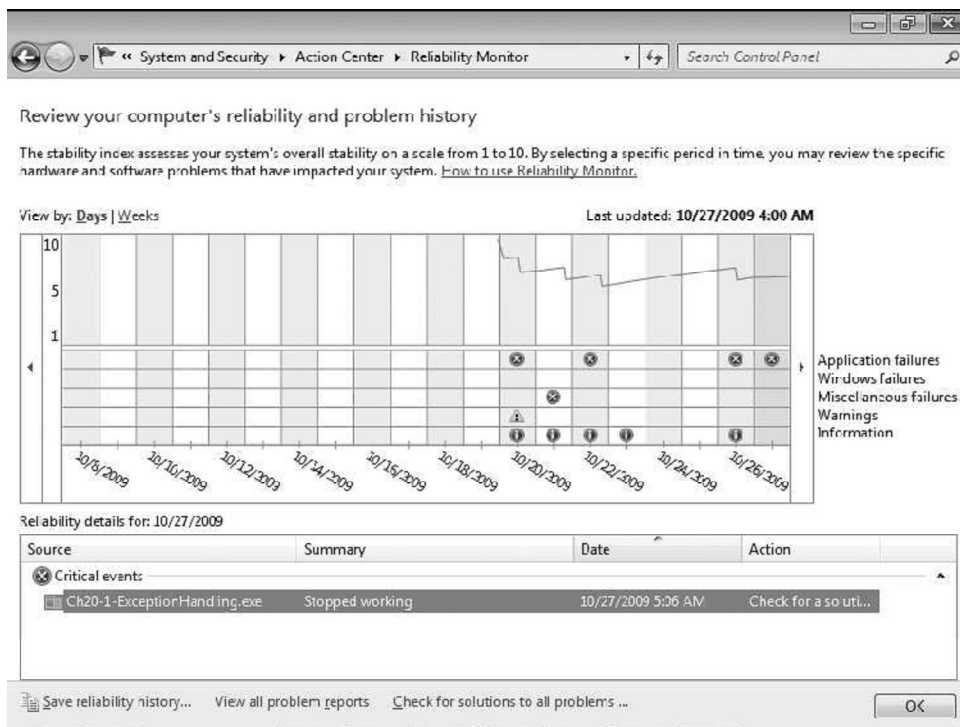 « System and Security ▸ Action Center ▸ Reliability Monitor
Search Control Panel
Review your computer's reliability and problem history
The stability index assesses your system's overall stability on a scale from 1 to 10. By selecting a specific period in time, you may review the specific
hardware and software problems that have impacted your system. How to use Reliability Monitor.
View by: Days | Weeks
Last updated: 10/27/2009 4:00 AM
10
5
1
Application failures
Windows failures
Miscellaneous failures
Warnings
Information
10/8/2009
10/10/2009
10/12/2009
10/14/2009
10/16/2009
10/18/2009
10/20/2009
10/22/2009
10/24/2009
10/26/2009
Reliability details for: 10/27/2009
Source
Summary
Date
Action
Critical events
Ch20-1-ExceptionHandling.exe
Stopped working
10/27/2009 5:06 AM
Check for a soluti...
Save reliability history...
View all problem reports
Check for solutions to all problems ...
OK